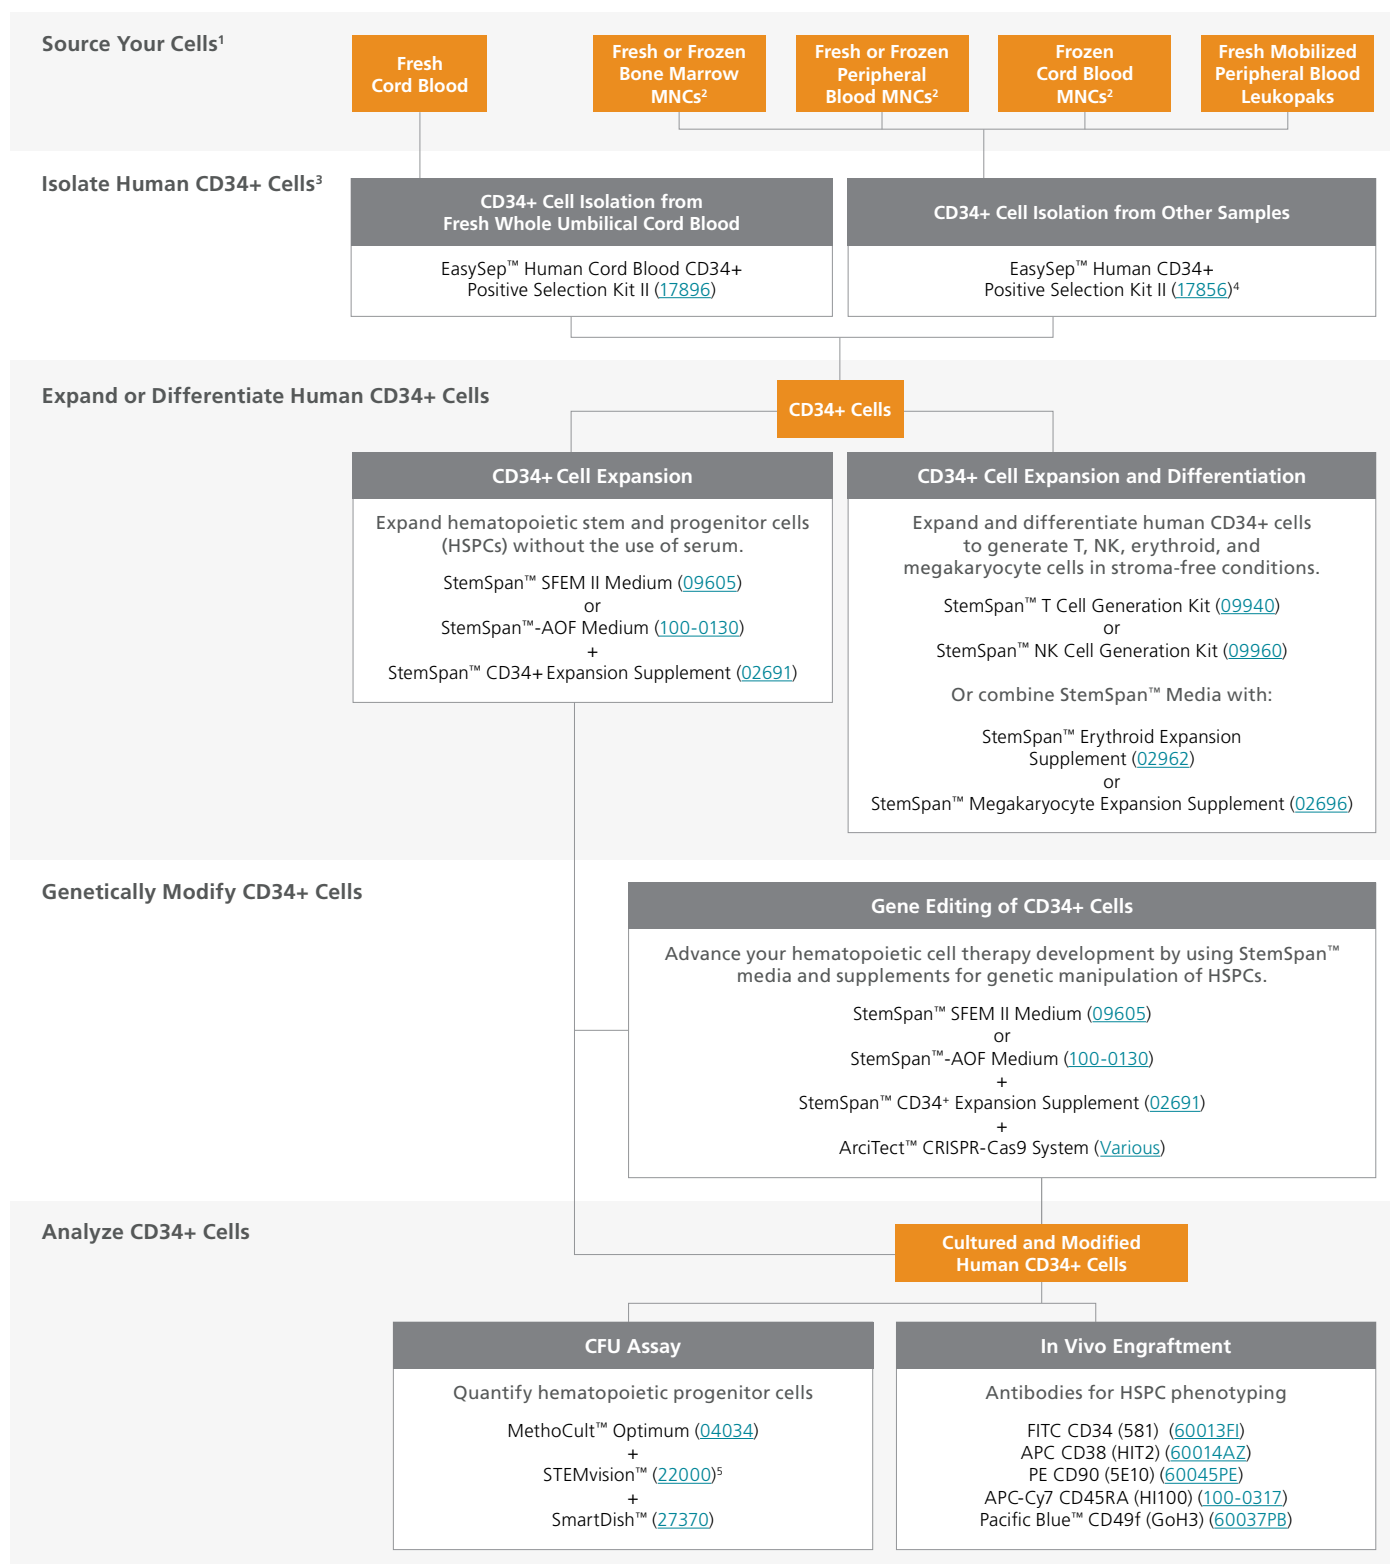 Source Your Cells¹
Fresh
Cord Blood
Fresh or Frozen
Bone Marrow
MNCs²
Fresh or Frozen
Peripheral
Blood MNCs²
Frozen
Cord Blood
MNCs²
Fresh Mobilized
Peripheral Blood
Leukopaks
Isolate Human CD34+ Cells³
CD34+ Cell Isolation from
Fresh Whole Umbilical Cord Blood
EasySep™ Human Cord Blood CD34+
Positive Selection Kit II (17896)
CD34+ Cell Isolation from Other Samples
EasySep™ Human CD34+
Positive Selection Kit II (17856)⁴
Expand or Differentiate Human CD34+ Cells
CD34+ Cells
CD34+ Cell Expansion
Expand hematopoietic stem and progenitor cells
(HSPCs) without the use of serum.
StemSpan™ SFEM II Medium (09605)
or
StemSpan™-AOF Medium (100-0130)
+
StemSpan™ CD34+ Expansion Supplement (02691)
CD34+ Cell Expansion and Differentiation
Expand and differentiate human CD34+ cells
to generate T, NK, erythroid, and
megakaryocyte cells in stroma-free conditions.
StemSpan™ T Cell Generation Kit (09940)
or
StemSpan™ NK Cell Generation Kit (09960)
Or combine StemSpan™ Media with:
StemSpan™ Erythroid Expansion
Supplement (02962)
or
StemSpan™ Megakaryocyte Expansion Supplement (02696)
Genetically Modify CD34+ Cells
Gene Editing of CD34+ Cells
Advance your hematopoietic cell therapy development by using StemSpan™
media and supplements for genetic manipulation of HSPCs.
StemSpan™ SFEM II Medium (09605)
or
StemSpan™-AOF Medium (100-0130)
+
StemSpan™ CD34⁺ Expansion Supplement (02691)
+
ArciTect™ CRISPR-Cas9 System (Various)
Analyze CD34+ Cells
Cultured and Modified
Human CD34+ Cells
CFU Assay
Quantify hematopoietic progenitor cells
MethoCult™ Optimum (04034)
+
STEMvision™ (22000)⁵
+
SmartDish™ (27370)
In Vivo Engraftment
Antibodies for HSPC phenotyping
FITC CD34 (581) (60013FI)
APC CD38 (HIT2) (60014AZ)
PE CD90 (5E10) (60045PE)
APC-Cy7 CD45RA (HI100) (100-0317)
Pacific Blue™ CD49f (GoH3) (60037PB)